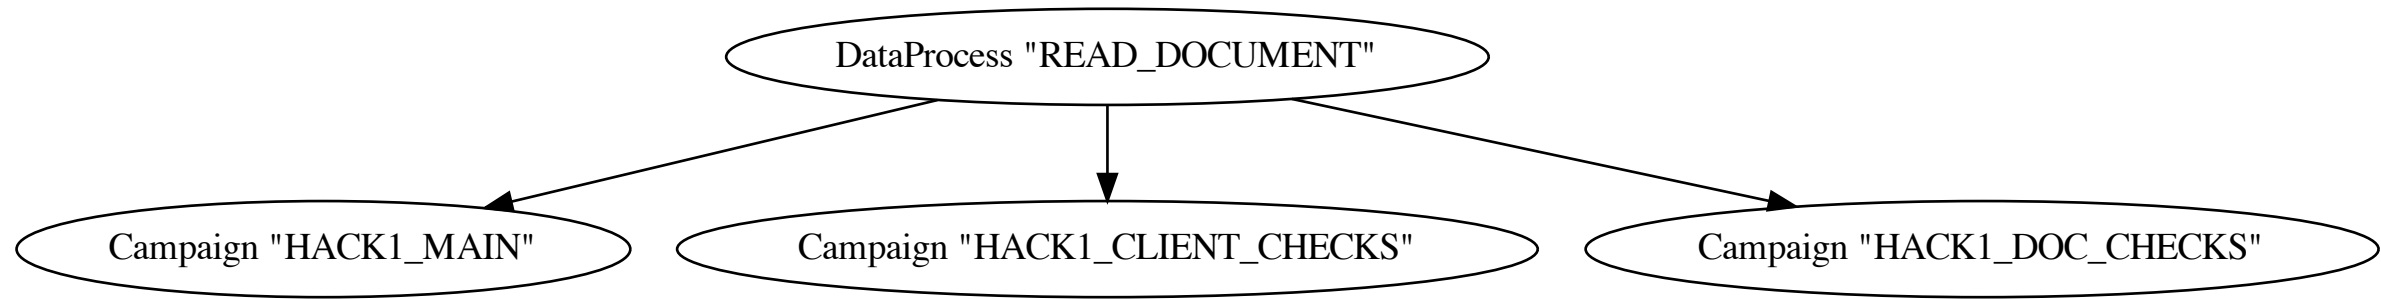 DataProcess "READ_DOCUMENT"
Campaign "HACK1_MAIN"
Campaign "HACK1_CLIENT_CHECKS"
Campaign "HACK1_DOC_CHECKS"